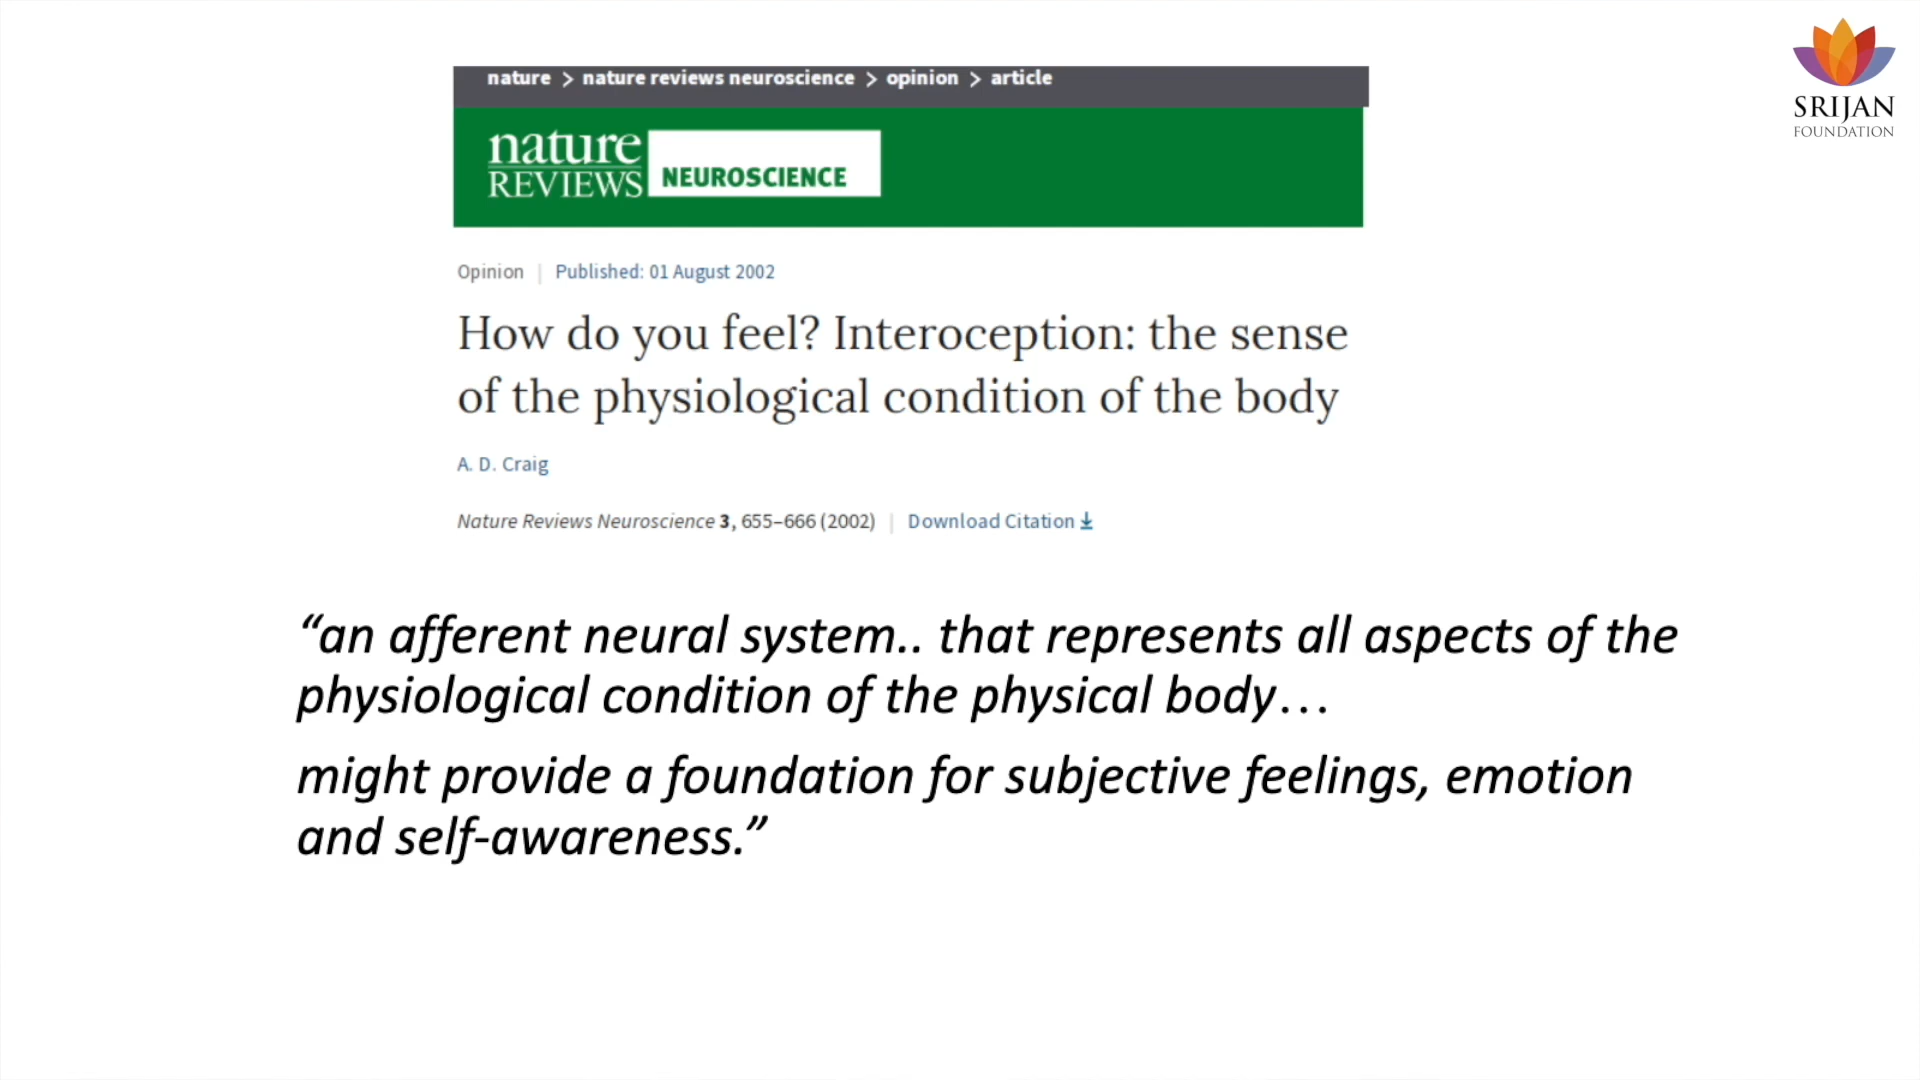 SRIJAN
FOUNDATION
nature > nature reviews neuroscience > opinion > article
nature
REVIEWS
NEUROSCIENCE
Opinion | Published: 01 August 2002
How do you feel? Interoception: the sense
of the physiological condition of the body
A. D. Craig
Nature Reviews Neuroscience 3, 655–666 (2002) | Download Citation
“an afferent neural system.. that represents all aspects of the
physiological condition of the physical body…
might provide a foundation for subjective feelings, emotion
and self-awareness.”